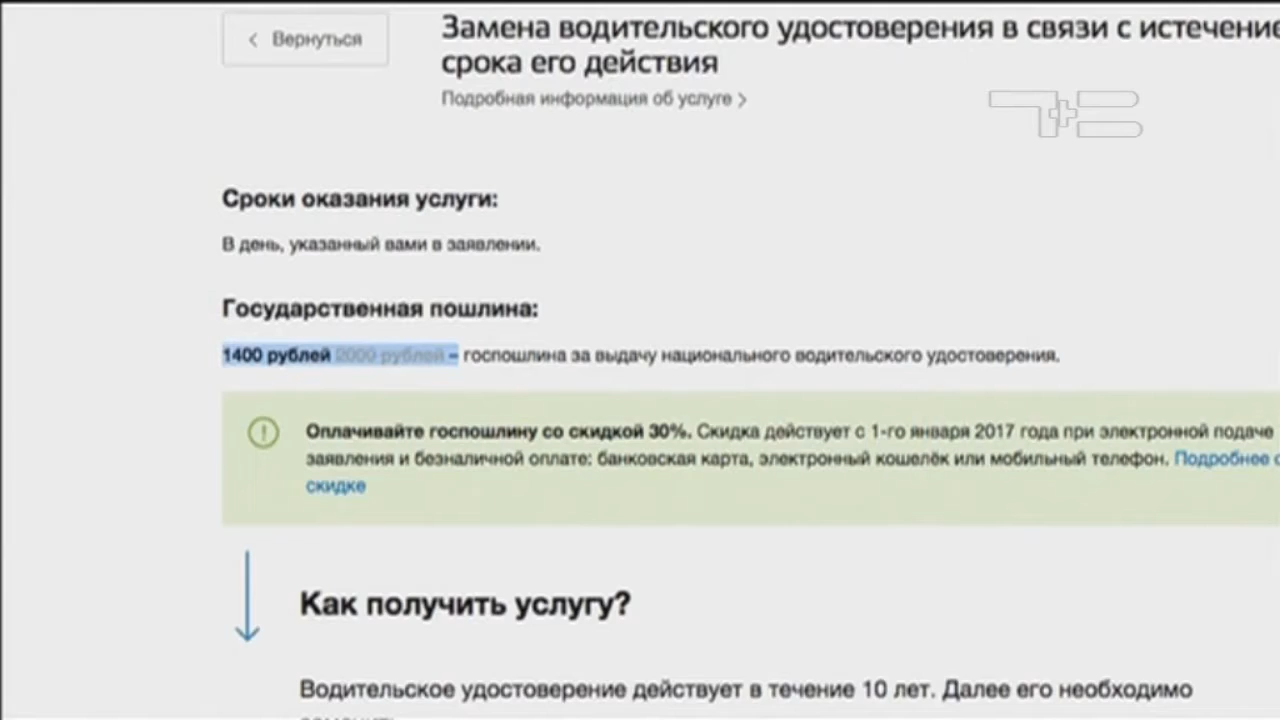 Вернуться
Замена водительского удостоверения в связи с истечение
срока его действия
Подробная информация об услуге
Сроки оказания услуги:
В день, указанный вами в заявлении.
Государственная пошлина:
1400 рублей 2000 рублей – госпошлина за выдачу национального водительского удостоверения.
Оплачивайте госпошлину со скидкой 30%. Скидка действует с 1-го января 2017 года при электронной подаче
заявления и безналичной оплате: банковская карта, электронный кошелёк или мобильный телефон. Подробнее о
скидке
Как получить услугу?
Водительское удостоверение действует в течение 10 лет. Далее его необходимо